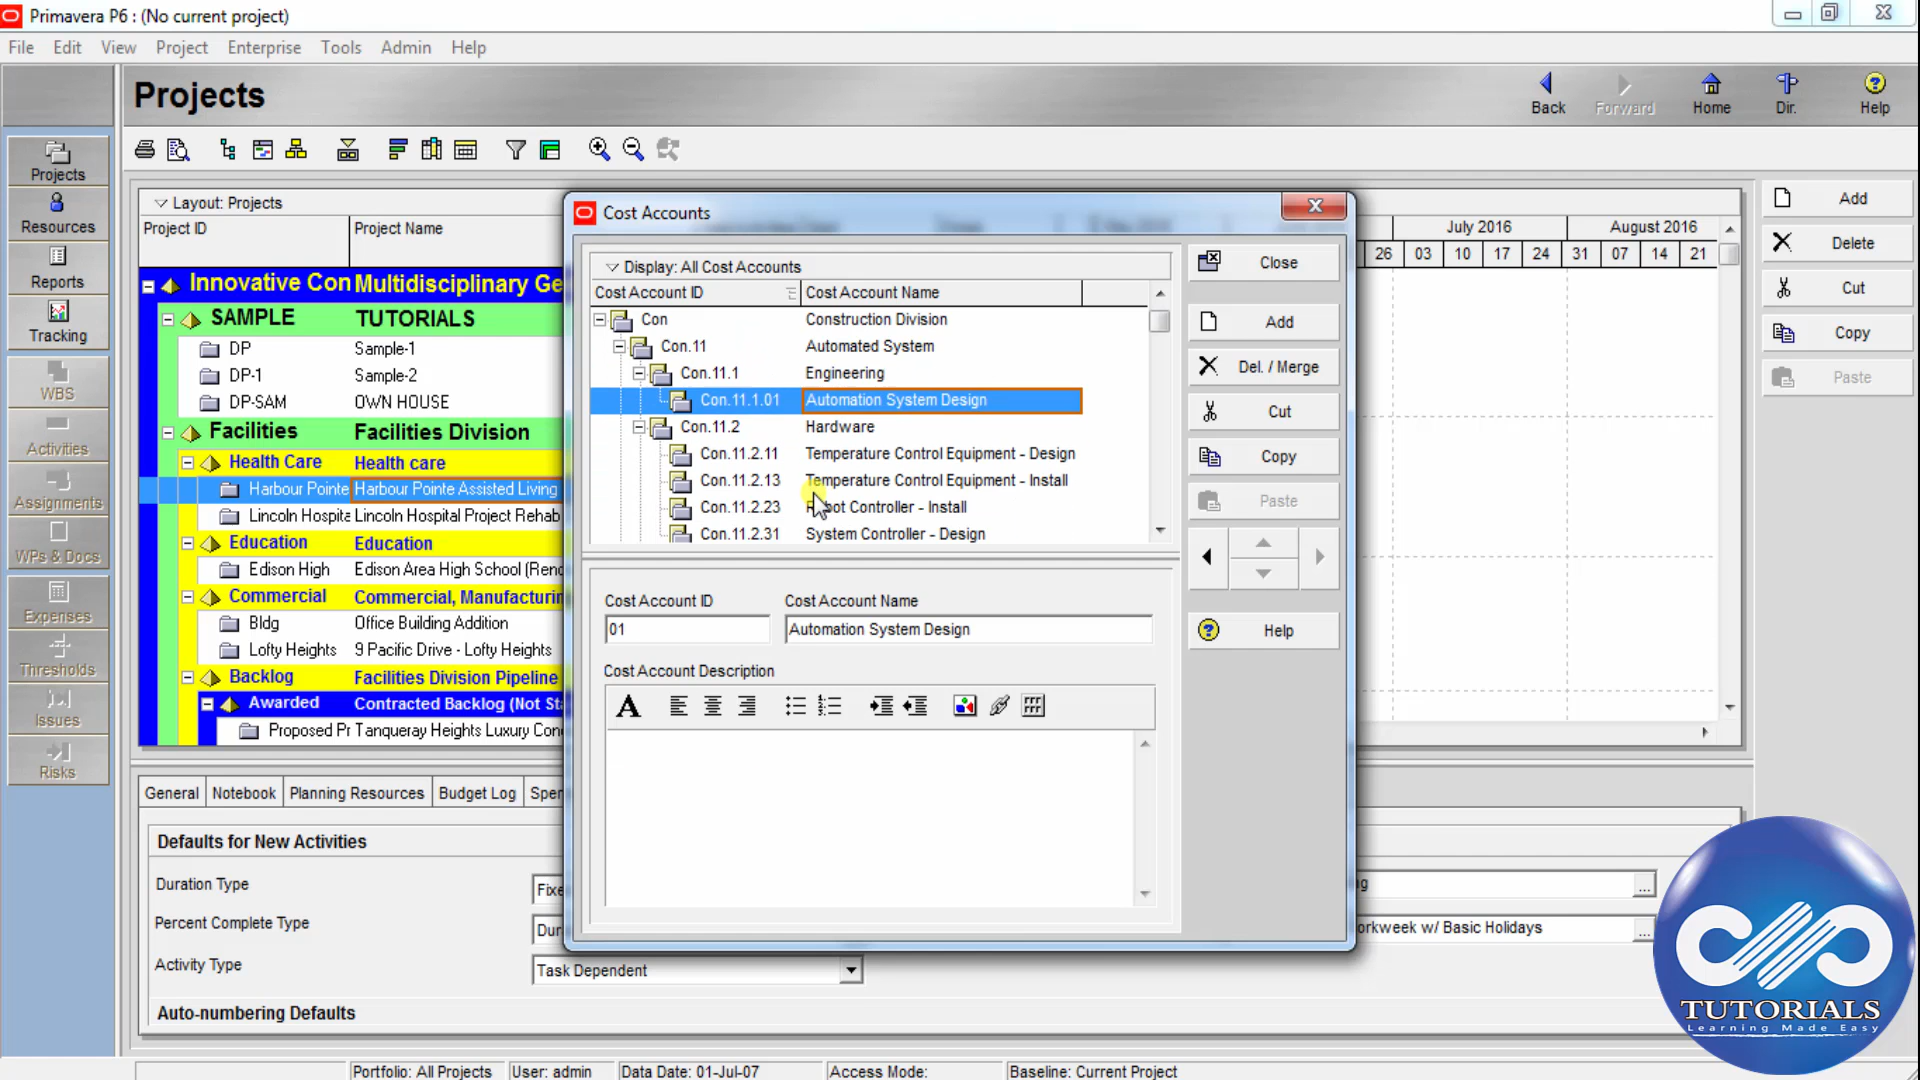 Primavera P6 : (No current project)
File Edit View Project Enterprise Tools Admin Help
Projects
Back Forward Home Dir. Help
Projects
Resources
Reports
Tracking
WBS
Activities
Assignments
WPs & Docs
Expenses
Thresholds
Issues
Risks
Layout: Projects
Project ID Project Name
Innovative Con Multidisciplinary Ge
SAMPLE TUTORIALS
DP Sample-1
DP-1 Sample-2
DP-SAM OWN HOUSE
Facilities Facilities Division
Health Care Health care
Harbour Pointe Harbour Pointe Assisted Living
Lincoln Hospita Lincoln Hospital Project Rehab
Education Education
Edison High Edison Area High School (Reno
Commercial Commercial, Manufacturin
Bldg Office Building Addition
Lofty Heights 9 Pacific Drive - Lofty Heights
Backlog Facilities Division Pipeline
Awarded Contracted Backlog (Not St
Proposed Pr Tanqueray Heights Luxury Con
July 2016 August 2016
26 03 10 17 24 31 07 14 21
Add
Delete
Cut
Copy
Paste
Cost Accounts
Display: All Cost Accounts
Cost Account ID Cost Account Name
Con Construction Division
Con.11 Automated System
Con.11.1 Engineering
Con.11.1.01 Automation System Design
Con.11.2 Hardware
Con.11.2.11 Temperature Control Equipment - Design
Con.11.2.13 Temperature Control Equipment - Install
Con.11.2.23 Robot Controller - Install
Con.11.2.31 System Controller - Design
Close
Add
Del. / Merge
Cut
Copy
Paste
Help
Cost Account ID Cost Account Name
01 Automation System Design
Cost Account Description
General Notebook Planning Resources Budget Log Spen
Defaults for New Activities
Duration Type Fixe
Percent Complete Type Dur
orkweek w/ Basic Holidays
Activity Type Task Dependent
Auto-numbering Defaults
Portfolio: All Projects User: admin Data Date: 01-Jul-07 Access Mode: Baseline: Current Project
TUTORIALS
Learning Made Easy